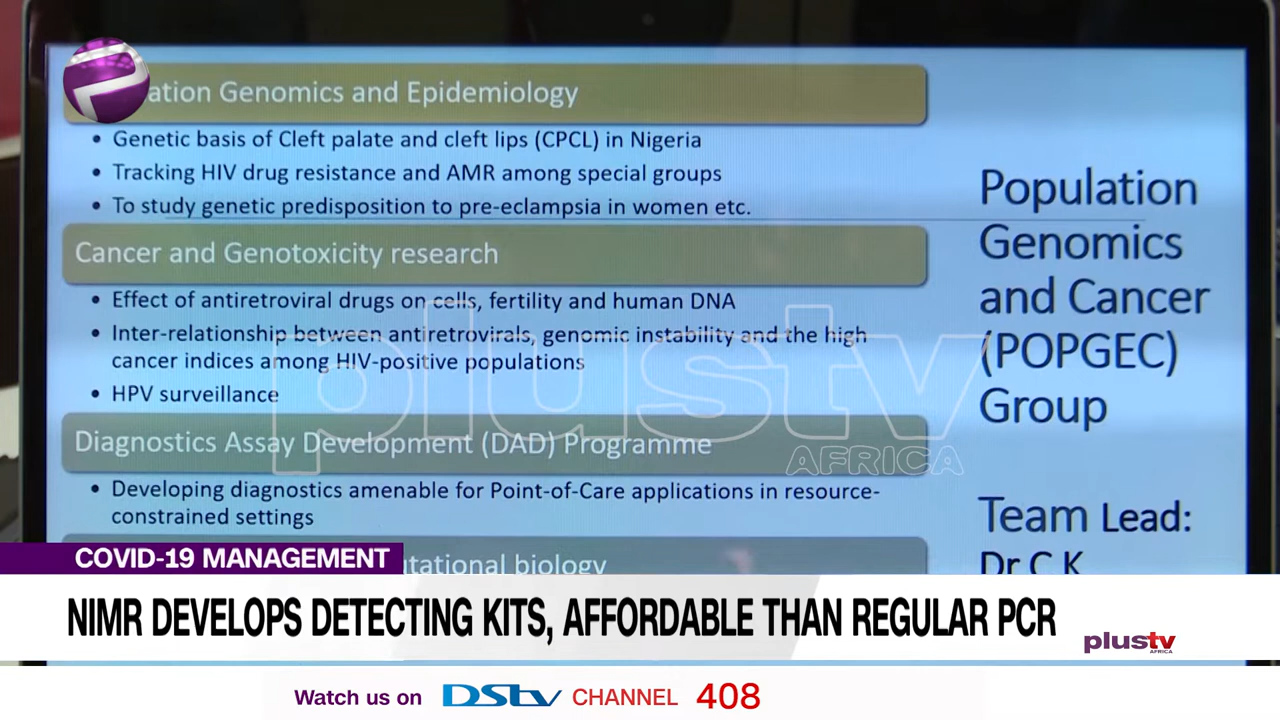 ation Genomics and Epidemiology
• Genetic basis of Cleft palate and cleft lips (CPCL) in Nigeria
• Tracking HIV drug resistance and AMR among special groups
• To study genetic predisposition to pre-eclampsia in women etc.
Cancer and Genotoxicity research
• Effect of antiretroviral drugs on cells, fertility and human DNA
• Inter-relationship between antiretrovirals, genomic instability and the high
cancer indices among HIV-positive populations
• HPV surveillance
Diagnostics Assay Development (DAD) Programme
• Developing diagnostics amenable for Point-of-Care applications in resource-
constrained settings
utational biology
Population
Genomics
and Cancer
(POPGEC)
Group
Team Lead:
Dr C K
plustv
AFRICA
COVID-19 MANAGEMENT
NIMR DEVELOPS DETECTING KITS, AFFORDABLE THAN REGULAR PCR
plustv
AFRICA
Watch us on DStv CHANNEL 408